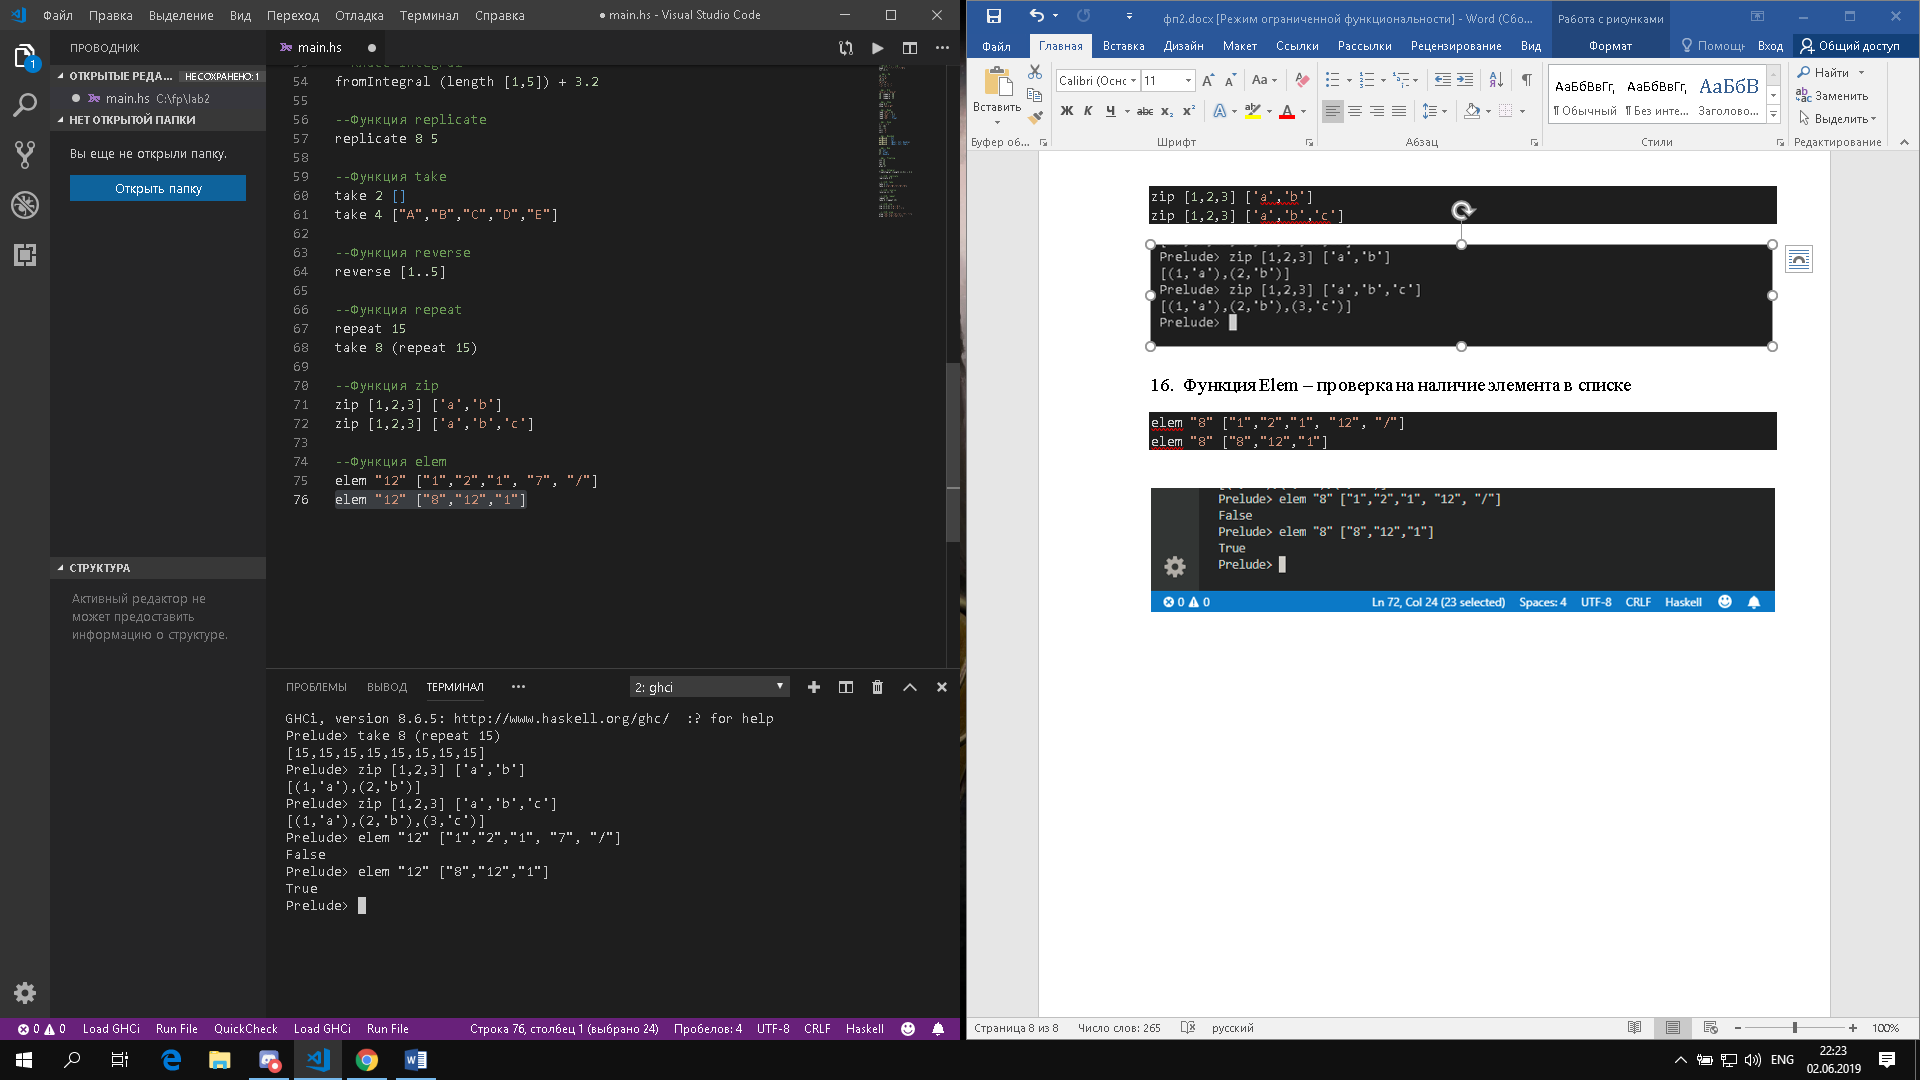 Файл Правка Выделение Вид Переход Отладка Терминал Справка ● main.hs - Visual Studio Code
ПРОВОДНИК
ОТКРЫТЫЕ РЕДА... НЕ СОХРАНЕНО: 1
main.hs C:\fp\lab2
НЕТ ОТКРЫТОЙ ПАПКИ
Вы еще не открыли папку.
Открыть папку
СТРУКТУРА
Активный редактор не
может предоставить
информацию о структуре.
1
main.hs
54 fromIntegral (length [1,5]) + 3.2
55
56 --Функция replicate
57 replicate 8 5
58
59 --Функция take
60 take 2 []
61 take 4 ["A","B","C","D","E"]
62
63 --Функция reverse
64 reverse [1..5]
65
66 --Функция repeat
67 repeat 15
68 take 8 (repeat 15)
69
70 --Функция zip
71 zip [1,2,3] ['a','b']
72 zip [1,2,3] ['a','b','c']
73
74 --Функция elem
75 elem "12" ["1","2","1", "7", "/"]
76 elem "12" ["8","12","1"]
ПРОБЛЕМЫ ВЫВОД ТЕРМИНАЛ ... 2: ghci
GHCi, version 8.6.5: http://www.haskell.org/ghc/ :? for help
Prelude> take 8 (repeat 15)
[15,15,15,15,15,15,15,15]
Prelude> zip [1,2,3] ['a','b']
[(1,'a'),(2,'b')]
Prelude> zip [1,2,3] ['a','b','c']
[(1,'a'),(2,'b'),(3,'c')]
Prelude> elem "12" ["1","2","1", "7", "/"]
False
Prelude> elem "12" ["8","12","1"]
True
Prelude>
0 0 Load GHCi Run File QuickCheck Load GHCi Run File Строка 76, столбец 1 (выбрано 24) Пробелов: 4 UTF-8 CRLF Haskell
фп2.docx [Режим ограниченной функциональности] - Word (Сбо... Работа с рисунками
Файл Главная Вставка Дизайн Макет Ссылки Рассылки Рецензирование Вид Формат Помощь Вход Общий доступ
Вставить
Calibri (Оснс 11 Aa
Ж К Ч abc x₂ x²
АаБбВвГг, АаБбВвГг, АаБбВ
¶ Обычный ¶ Без инте... Заголово...
Найти
Заменить
Выделить
Буфер об... Шрифт Абзац Стили Редактирование
zip [1,2,3] ['a','b']
zip [1,2,3] ['a','b','c']
Prelude> zip [1,2,3] ['a','b']
[(1,'a'),(2,'b')]
Prelude> zip [1,2,3] ['a','b','c']
[(1,'a'),(2,'b'),(3,'c')]
Prelude>
16. Функция Elem – проверка на наличие элемента в списке
elem "8" ["1","2","1", "12", "/"]
elem "8" ["8","12","1"]
Prelude> elem "8" ["1","2","1", "12", "/"]
False
Prelude> elem "8" ["8","12","1"]
True
Prelude>
0 0 Ln 72, Col 24 (23 selected) Spaces: 4 UTF-8 CRLF Haskell
Страница 8 из 8 Число слов: 265 русский 100%
ENG
22:23
02.06.2019